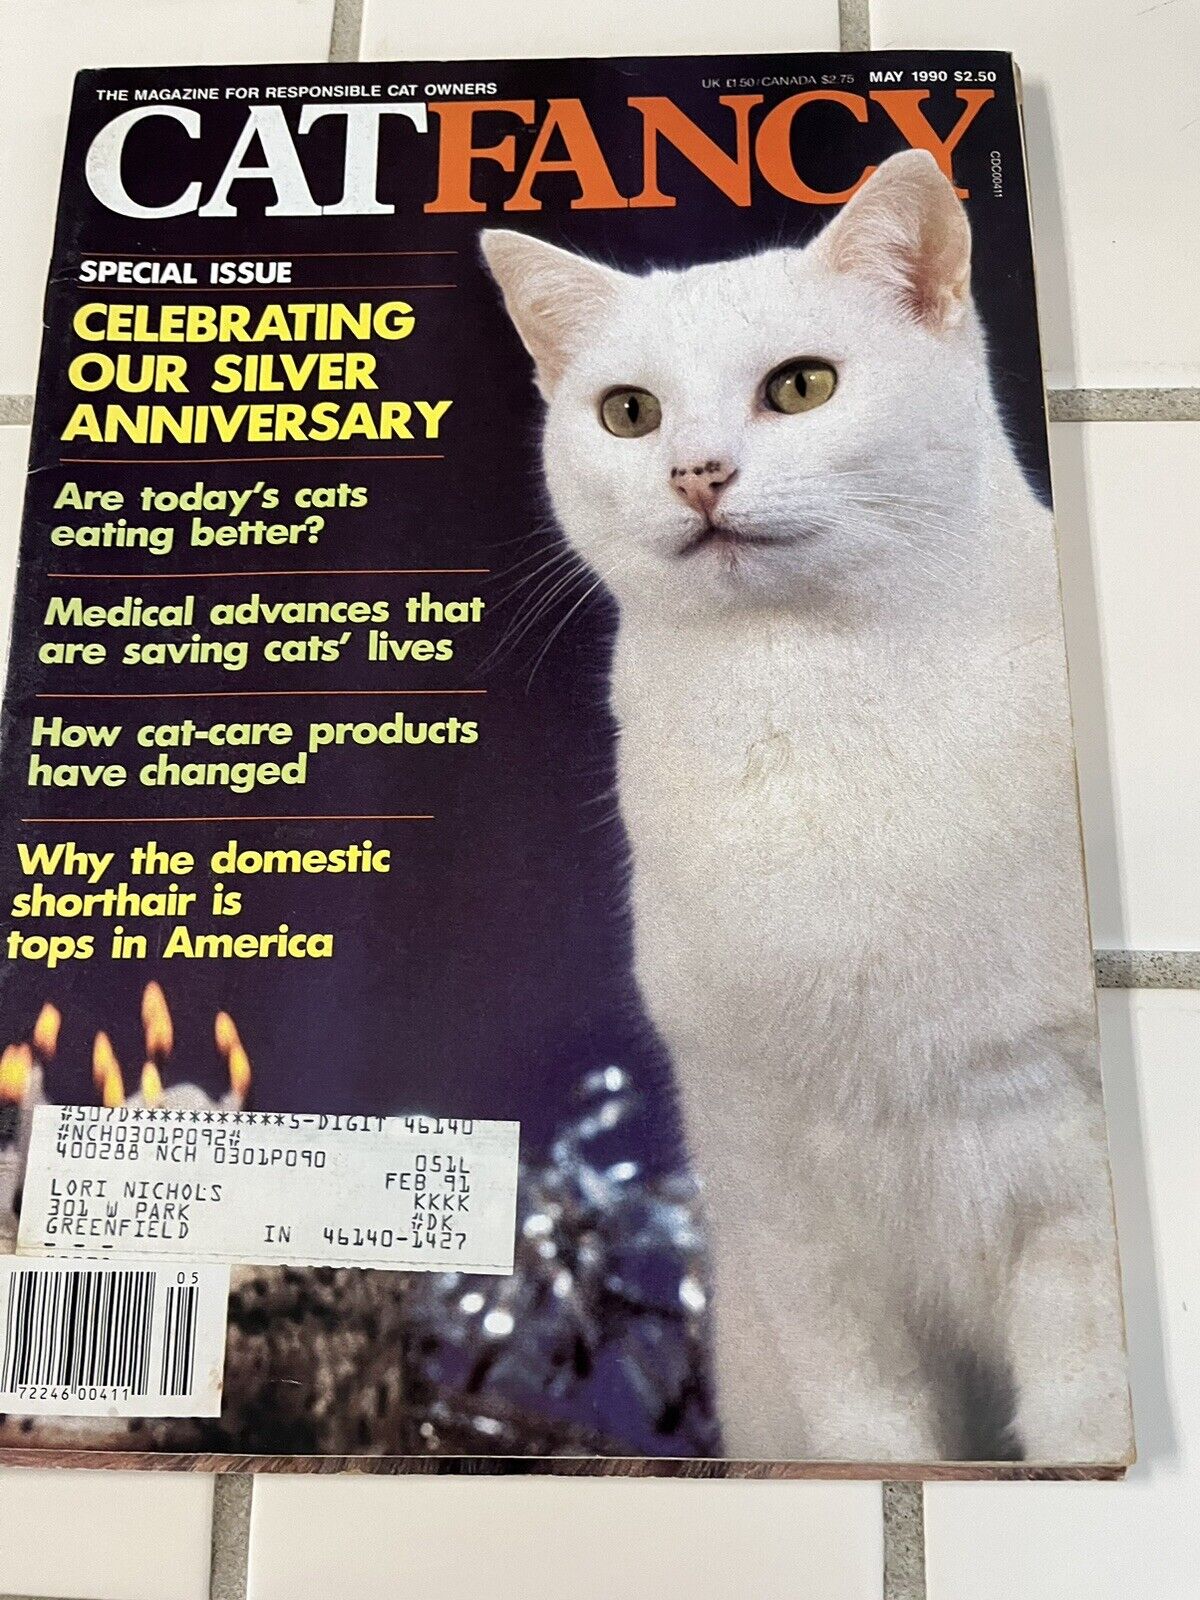 THE MAGAZINE FOR RESPONSIBLE CAT OWNERS
UK £1.50/CANADA $2.75 MAY 1990 $2.50
CATFANCY
CDC00411
SPECIAL ISSUE
CELEBRATING
OUR SILVER
ANNIVERSARY
Are today's cats
eating better?
Medical advances that
are saving cats' lives
How cat-care products
have changed
Why the domestic
shorthair is
tops in America
#507D***********5-DIGIT 46140
#NCH0301P092#
400288 NCH 0301P090 051L
FEB 91
LORI NICHOLS KKKK
301 W PARK #DK
GREENFIELD IN 46140-1427
05
72246 00411